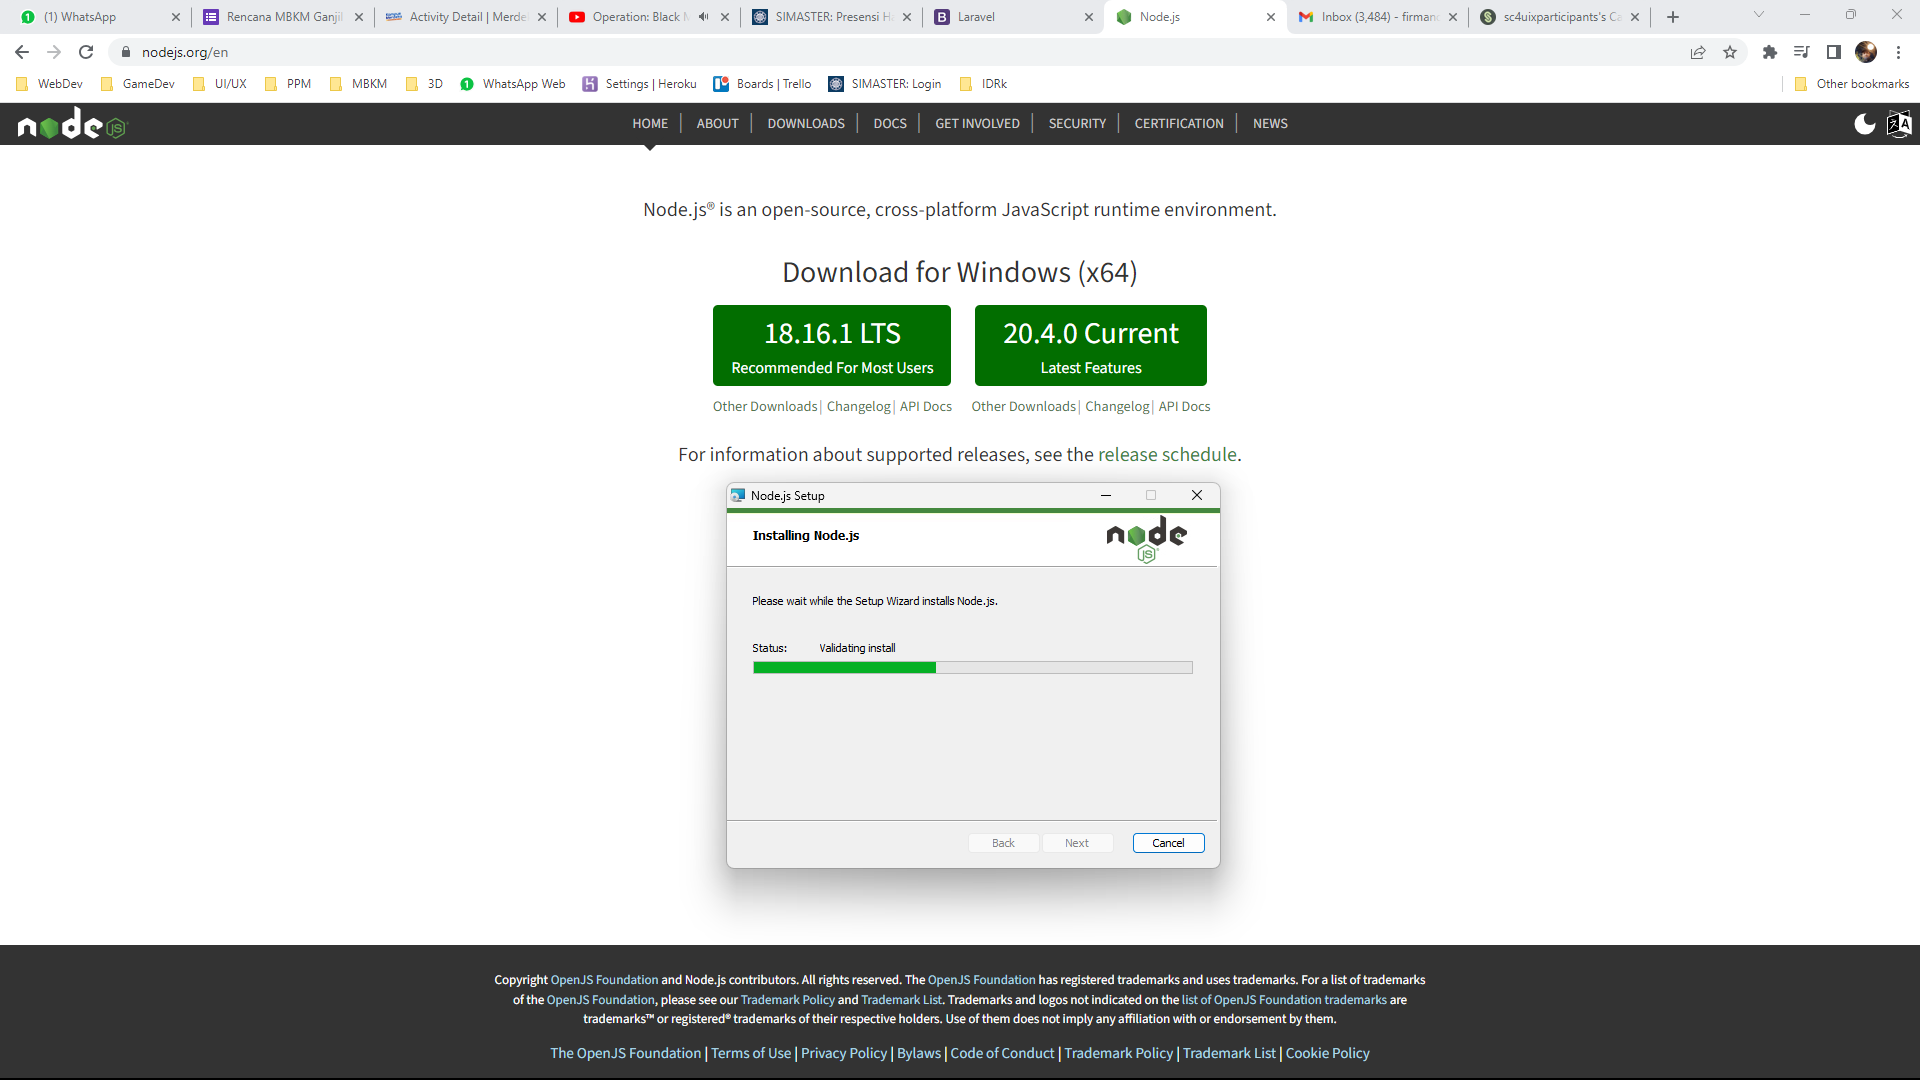 (1) WhatsApp
Rencana MBKM Ganjil
Activity Detail | Merde
Operation: Black M
SIMASTER: Presensi Ha
Laravel
Node.js
Inbox (3,484) - firman
sc4uixparticipants's Ca
nodejs.org/en
WebDev
GameDev
UI/UX
PPM
MBKM
3D
WhatsApp Web
Settings | Heroku
Boards | Trello
SIMASTER: Login
IDRk
Other bookmarks
node JS
HOME | ABOUT | DOWNLOADS | DOCS | GET INVOLVED | SECURITY | CERTIFICATION | NEWS
Node.js® is an open-source, cross-platform JavaScript runtime environment.
Download for Windows (x64)
18.16.1 LTS
Recommended For Most Users
20.4.0 Current
Latest Features
Other Downloads | Changelog | API Docs
Other Downloads | Changelog | API Docs
For information about supported releases, see the release schedule.
Node.js Setup
Installing Node.js
node JS
Please wait while the Setup Wizard installs Node.js.
Status: Validating install
Back
Next
Cancel
Copyright OpenJS Foundation and Node.js contributors. All rights reserved. The OpenJS Foundation has registered trademarks and uses trademarks. For a list of trademarks
of the OpenJS Foundation, please see our Trademark Policy and Trademark List. Trademarks and logos not indicated on the list of OpenJS Foundation trademarks are
trademarks™ or registered® trademarks of their respective holders. Use of them does not imply any affiliation with or endorsement by them.
The OpenJS Foundation | Terms of Use | Privacy Policy | Bylaws | Code of Conduct | Trademark Policy | Trademark List | Cookie Policy